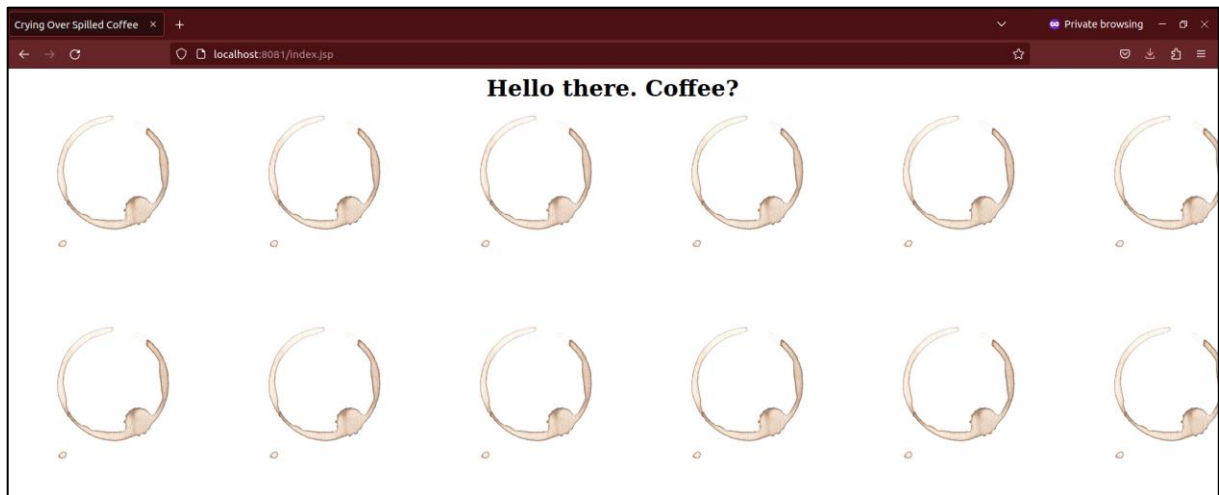 Crying Over Spilled Coffee
Private browsing
localhost:8081/index.jsp
Hello there. Coffee?